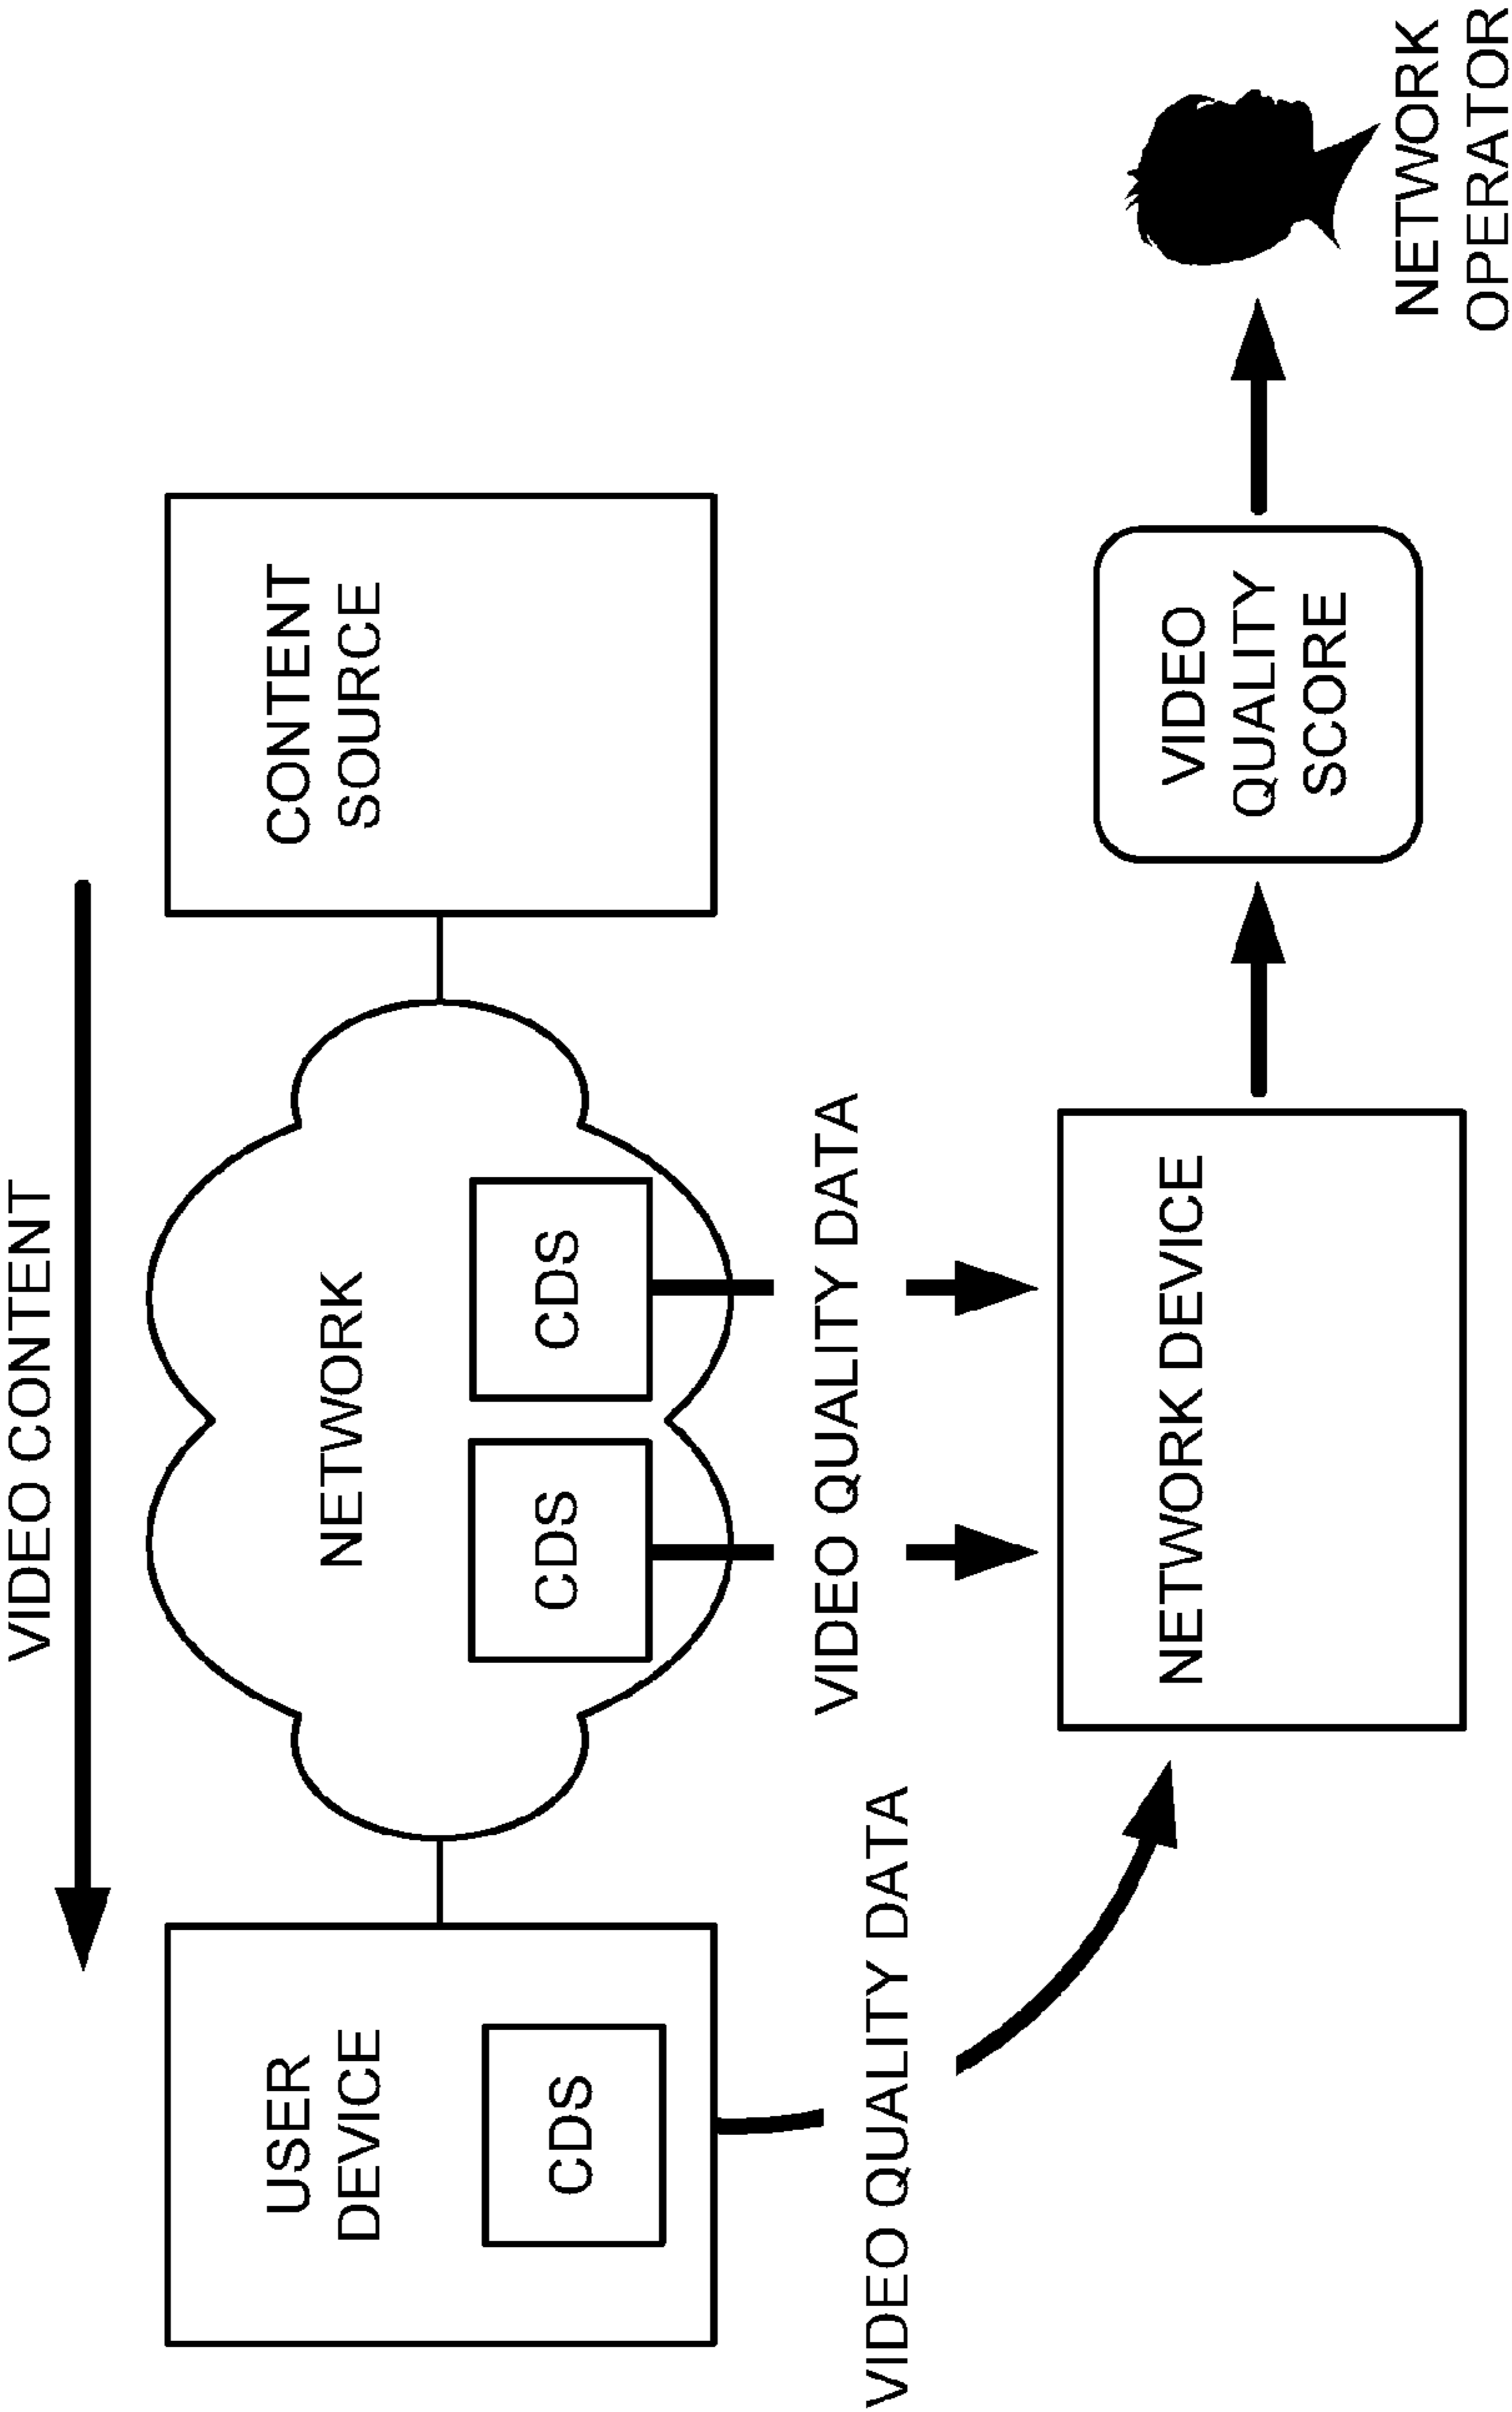 VIDEO CONTENT
USER
DEVICE
CDS
NETWORK
CDS
CDS
CONTENT
SOURCE
VIDEO QUALITY DATA
VIDEO QUALITY DATA
NETWORK DEVICE
VIDEO
QUALITY
SCORE
NETWORK
OPERATOR